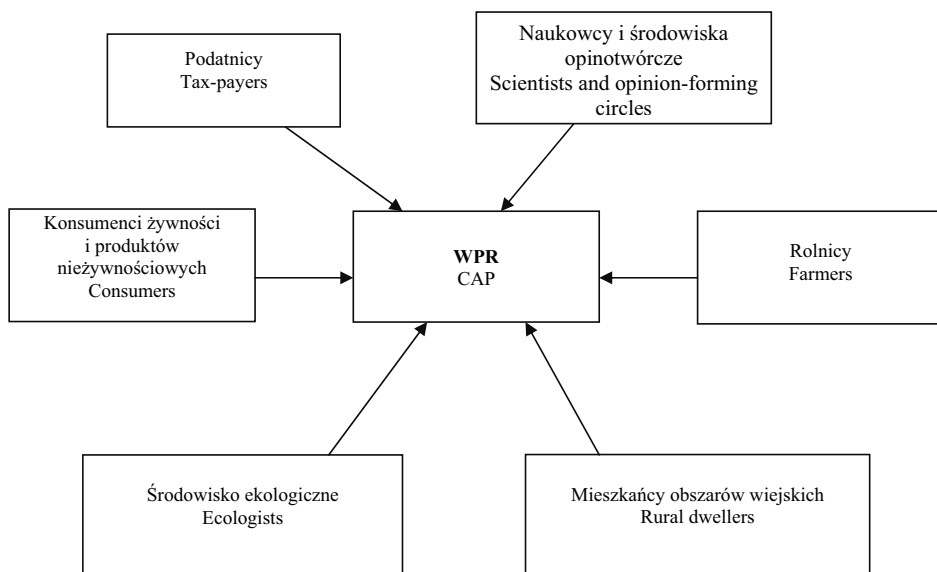 Podatnicy
Tax-payers
Naukowcy i środowiska
opinotwórcze
Scientists and opinion-forming
circles
Konsumenci żywności
i produktów
nieżywnościowych
Consumers
WPR
CAP
Rolnicy
Farmers
Środowisko ekologiczne
Ecologists
Mieszkańcy obszarów wiejskich
Rural dwellers